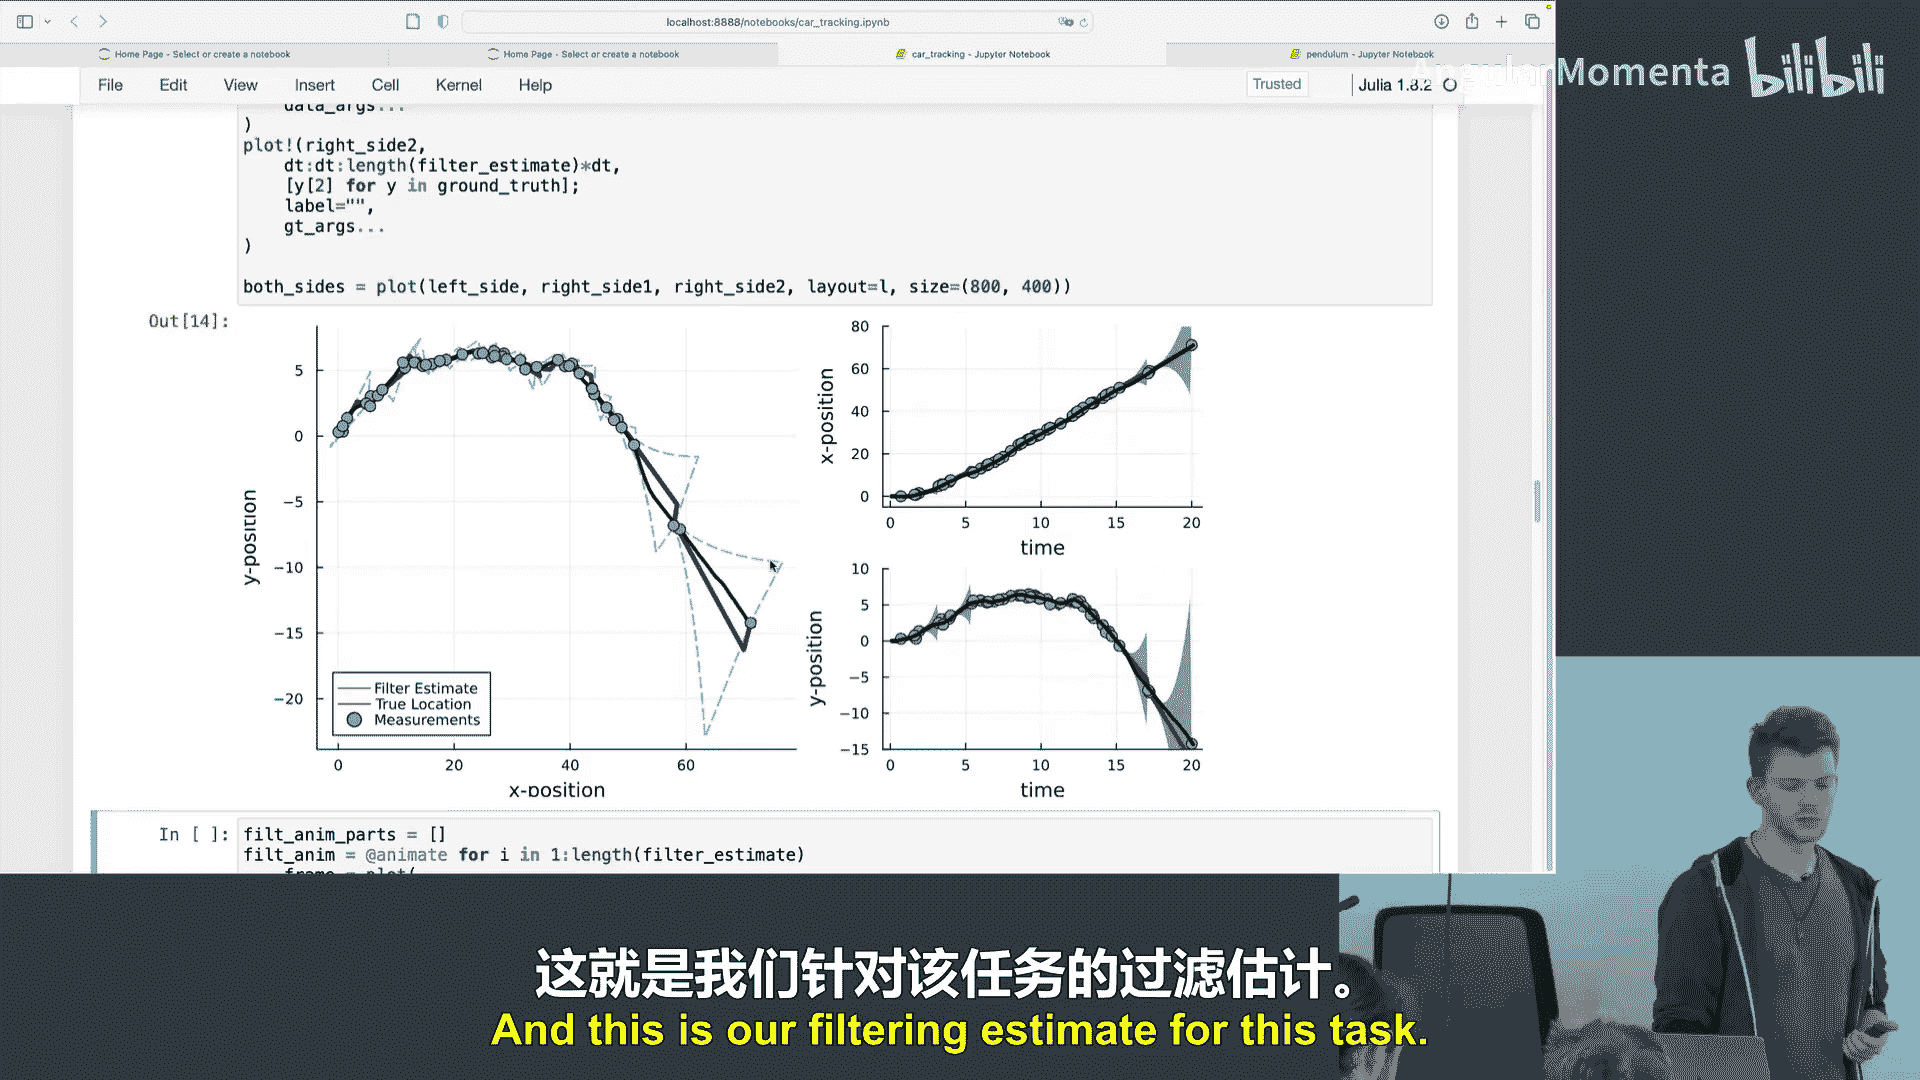 localhost:8888/notebooks/car_tracking.ipynb
Home Page - Select or create a notebook
Home Page - Select or create a notebook
car_tracking - Jupyter Notebook
pendulum - Jupyter Notebook
AngularMomenta bilibili
File Edit View Insert Cell Kernel Help
Trusted
Julia 1.8.2
data_args...
)
plot!(right_side2,
dt:dt:length(filter_estimate)*dt,
[y[2] for y in ground_truth];
label="",
gt_args...
)
both_sides = plot(left_side, right_side1, right_side2, layout=l, size=(800, 400))
Out[14]:
5
0
−5
−10
−15
−20
y-position
Filter Estimate
True Location
Measurements
0 20 40 60
x-position
80
60
40
20
0
x-position
0 5 10 15 20
time
10
5
0
−5
−10
−15
y-position
0 5 10 15 20
time
In [ ]:
filt_anim_parts = []
filt_anim = @animate for i in 1:length(filter_estimate)
frame = plot(
这就是我们针对该任务的过滤估计。
And this is our filtering estimate for this task.